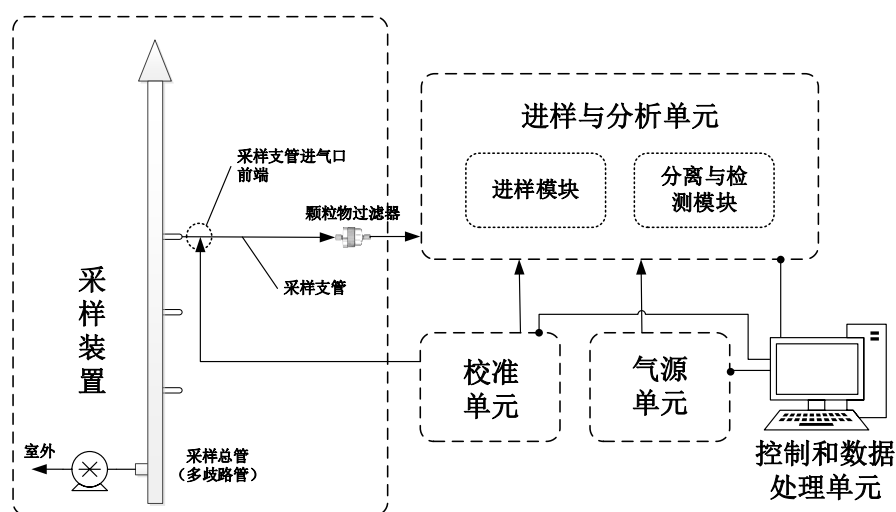 进样与分析单元
进样模块
分离与检
测模块
采样支管进气口
前端
颗粒物过滤器
采样支管
采
样
装
置
校准
单元
气源
单元
室外
采样总管
（多歧路管）
控制和数据
处理单元